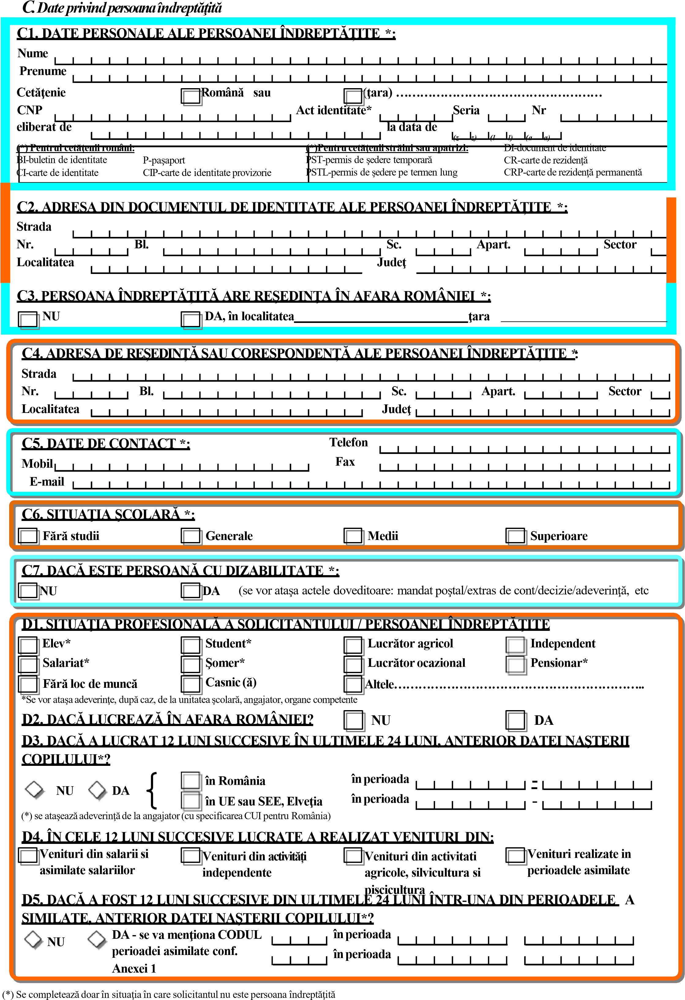 C. Date privind persoana îndreptăţită
C1. DATE PERSONALE ALE PERSOANEI ÎNDREPTĂŢITE *:
Nume
Prenume
Cetăţenie Română sau (ţara) ……………………………………………
CNP Act identitate* Seria Nr
eliberat de la data de (z z) (l l) (a a)
(*) Pentrul cetăţenii români: (*)Pentru cetăţenii străini sau apatrizi: DI-document de identitate
BI-buletin de identitate P-paşaport PST-permis de şedere temporară CR-carte de rezidenţă
CI-carte de identitate CIP-carte de identitate provizorie PSTL-permis de şedere pe termen lung CRP-carte de rezidenţă permanentă
C2. ADRESA DIN DOCUMENTUL DE IDENTITATE ALE PERSOANEI ÎNDREPTĂŢITE *:
Strada
Nr. Bl. Sc. Apart. Sector
Localitatea Judeţ
C3. PERSOANA ÎNDREPTĂŢITĂ ARE REŞEDINŢA ÎN AFARA ROMÂNIEI *:
NU DA, în localitatea ţara
C4. ADRESA DE REŞEDINŢĂ SAU CORESPONDENŢĂ ALE PERSOANEI ÎNDREPTĂŢITE *:
Strada
Nr. Bl. Sc. Apart. Sector
Localitatea Judeţ
C5. DATE DE CONTACT *: Telefon
Mobil Fax
E-mail
C6. SITUAŢIA ŞCOLARĂ *:
Fără studii Generale Medii Superioare
C7. DACĂ ESTE PERSOANĂ CU DIZABILITATE *:
NU DA (se vor ataşa actele doveditoare: mandat poştal/extras de cont/decizie/adeverinţă, etc
D1. SITUAŢIA PROFESIONALĂ A SOLICITANTULUI / PERSOANEI ÎNDREPTĂŢITE
Elev* Student* Lucrător agricol Independent
Salariat* Şomer* Lucrător ocazional Pensionar*
Fără loc de muncă Casnic (ă) Altele……………………………………………………..
*Se vor ataşa adeverinţe, după caz, de la unitatea şcolară, angajator, organe competente
D2. DACĂ LUCREAZĂ ÎN AFARA ROMÂNIEI? NU DA
D3. DACĂ A LUCRAT 12 LUNI SUCCESIVE ÎN ULTIMELE 24 LUNI, ANTERIOR DATEI NAŞTERII
COPILULUI*?
în România în perioada -
NU DA {
în UE sau SEE, Elveţia în perioada -
(*) se ataşează adeverinţă de la angajator (cu specificarea CUI pentru România)
D4. ÎN CELE 12 LUNI SUCCESIVE LUCRATE A REALIZAT VENITURI DIN:
Venituri din salarii si Venituri din activități Venituri din activitati Venituri realizate in
asimilate salariilor independente agricole, silvicultura si perioadele asimilate
piscicultura
D5. DACĂ A FOST 12 LUNI SUCCESIVE DIN ULTIMELE 24 LUNI ÎNTR-UNA DIN PERIOADELE A
SIMILATE, ANTERIOR DATEI NAŞTERII COPILULUI*?
NU DA - se va menţiona CODUL în perioada
perioadei asimilate conf. în perioada
Anexei 1
(*) Se completează doar în situaţia în care solicitantul nu este persoana îndreptăţită